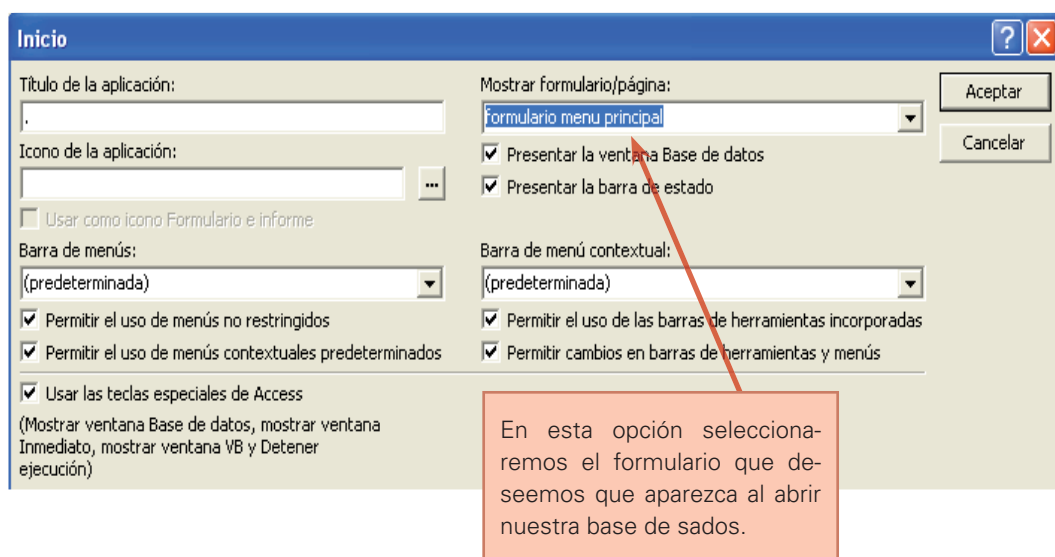 Inicio
Título de la aplicación:
.
Icono de la aplicación:
...
Usar como icono Formulario e informe
Barra de menús:
(predeterminada)
Permitir el uso de menús no restringidos
Permitir el uso de menús contextuales predeterminados
Usar las teclas especiales de Access
(Mostrar ventana Base de datos, mostrar ventana
Inmediato, mostrar ventana VB y Detener
ejecución)
Mostrar formulario/página:
formulario menu principal
Presentar la ventana Base de datos
Presentar la barra de estado
Barra de menú contextual:
(predeterminada)
Permitir el uso de las barras de herramientas incorporadas
Permitir cambios en barras de herramientas y menús
Aceptar
Cancelar
En esta opción selecciona-
remos el formulario que de-
seemos que aparezca al abrir
nuestra base de sados.